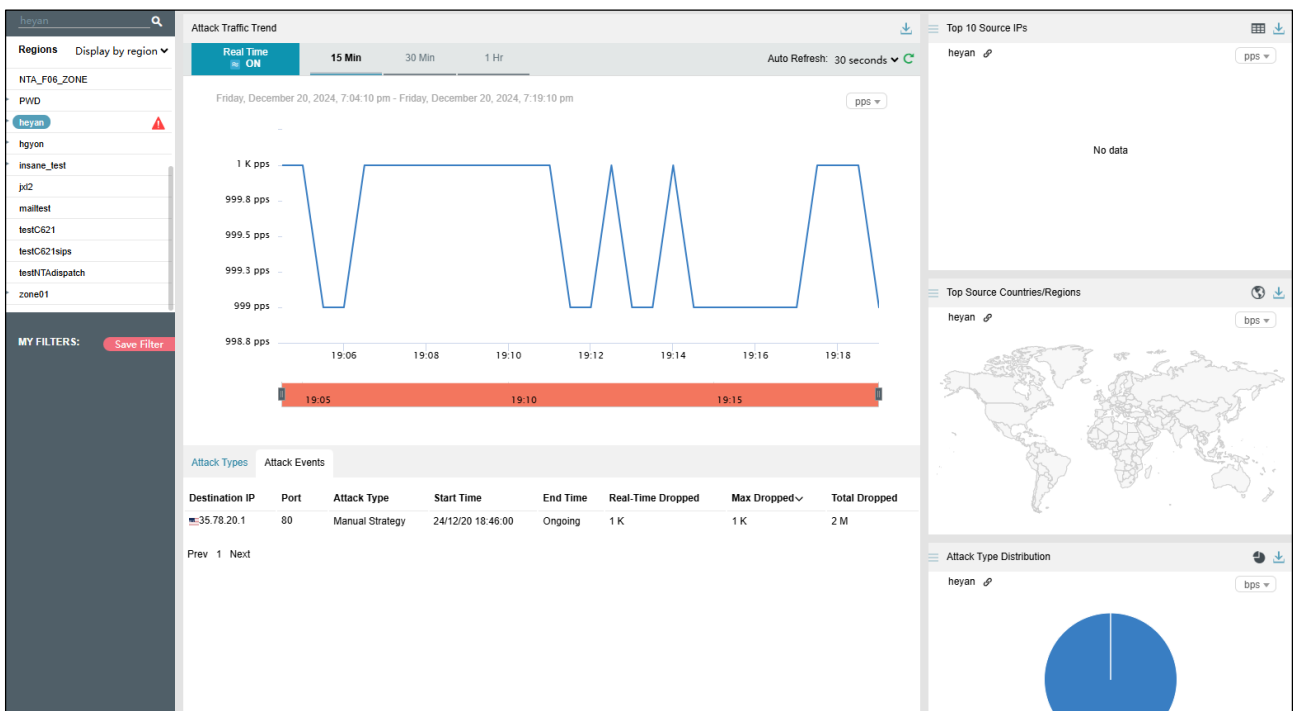 heyan
Regions Display by region
NTA_F06_ZONE
PWD
heyan
hgyon
insane_test
jxl2
mailtest
testC621
testC621sips
testNTAdispatch
zone01
MY FILTERS: Save Filter
Attack Traffic Trend
Real Time
ON
15 Min 30 Min 1 Hr
Auto Refresh: 30 seconds
Friday, December 20, 2024, 7:04:10 pm - Friday, December 20, 2024, 7:19:10 pm
pps
1 K pps
999.8 pps
999.5 pps
999.3 pps
999 pps
998.8 pps
19:06 19:08 19:10 19:12 19:14 19:16 19:18
19:05 19:10 19:15
Attack Types Attack Events
Destination IP Port Attack Type Start Time End Time Real-Time Dropped Max Dropped Total Dropped
35.78.20.1 80 Manual Strategy 24/12/20 18:46:00 Ongoing 1 K 1 K 2 M
Prev 1 Next
Top 10 Source IPs
heyan
pps
No data
Top Source Countries/Regions
heyan
bps
Attack Type Distribution
heyan
bps